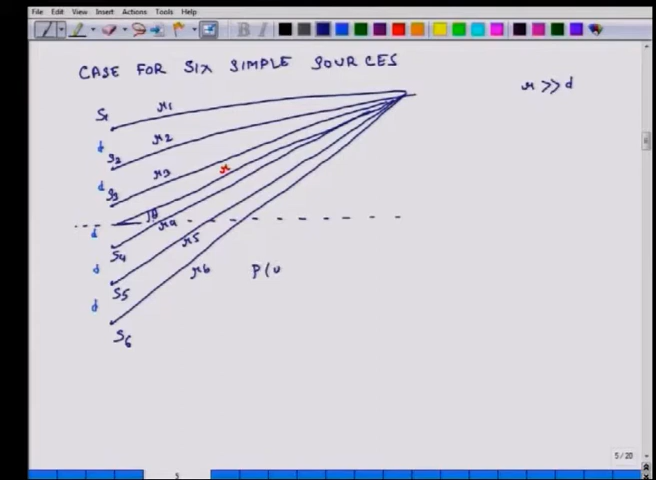 File Edit View Insert Actions Tools Help
B I
CASE FOR SIX SIMPLE SOURCES
r >> d
S1 r1
d
S2 r2
d
S3 r3
r
θ
d
S4 r4
d
S5 r5
d
S6 r6
P(
5/20
5